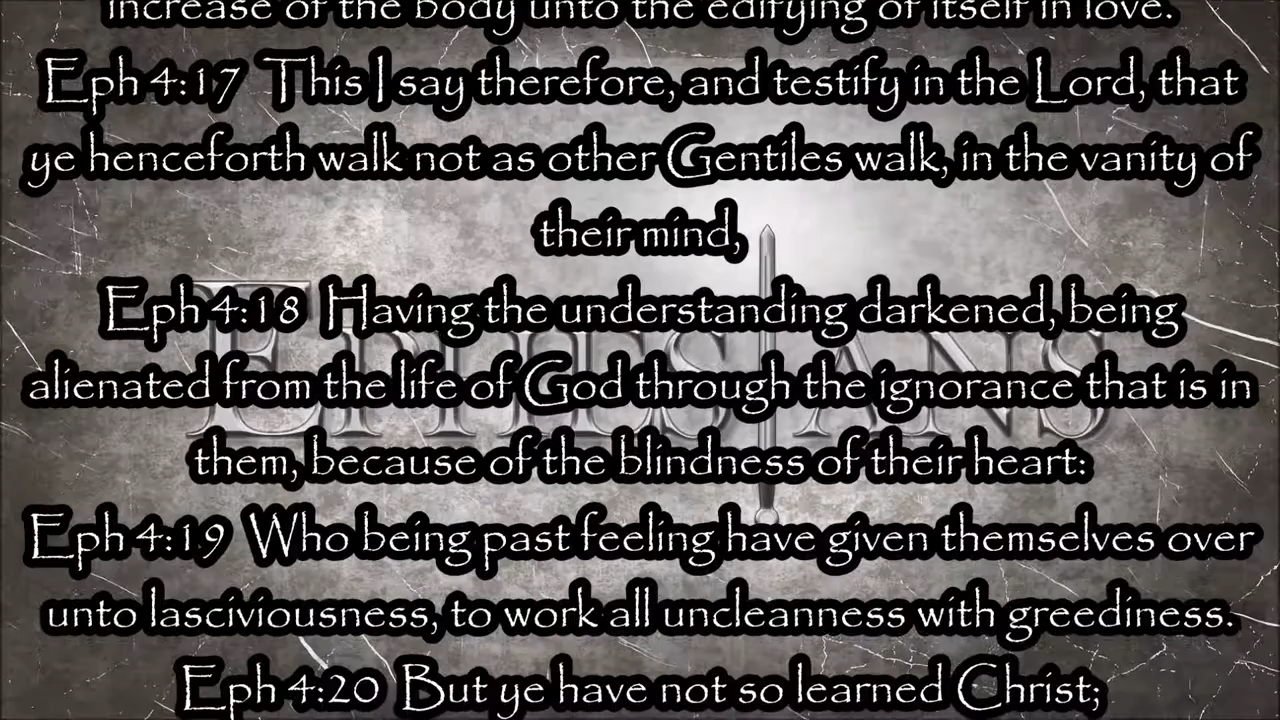 increase of the body unto the edifying of itself in love.
Eph 4:17 This I say therefore, and testify in the Lord, that
ye henceforth walk not as other Gentiles walk, in the vanity of
their mind,
Eph 4:18 Having the understanding darkened, being
alienated from the life of God through the ignorance that is in
them, because of the blindness of their heart:
Eph 4:19 Who being past feeling have given themselves over
unto lasciviousness, to work all uncleanness with greediness.
Eph 4:20 But ye have not so learned Christ;
EPHESIANS